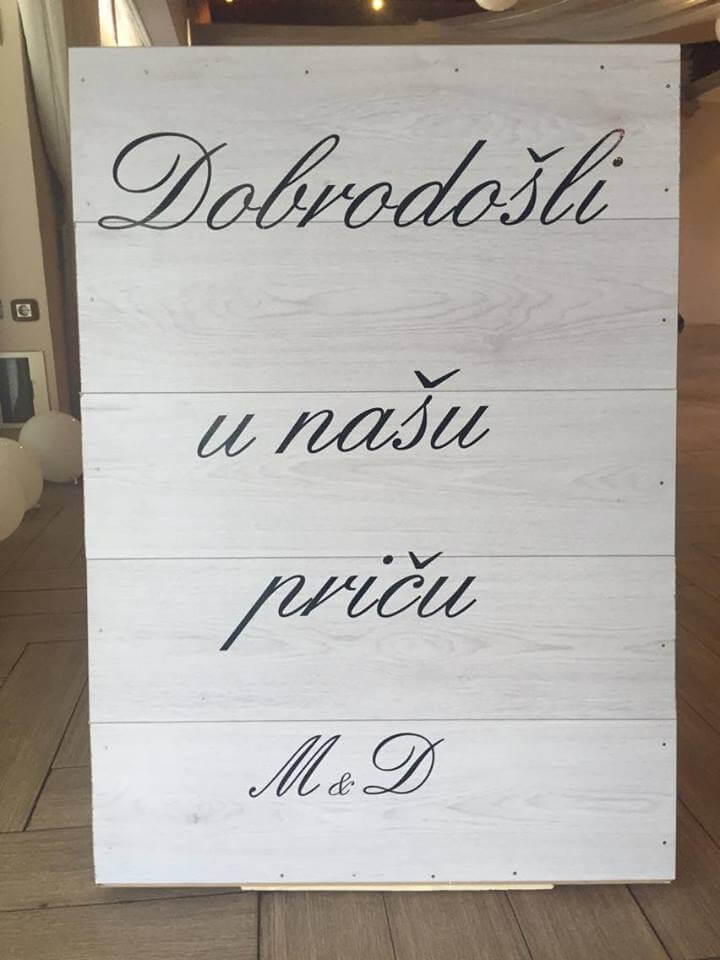 Dobrodošli
u našu
priču
M & D